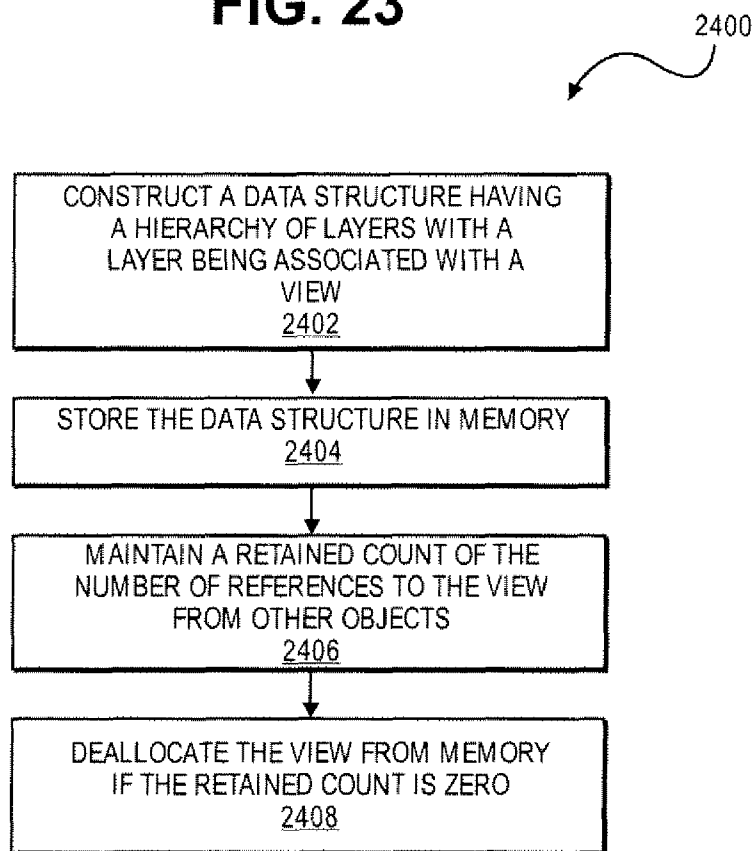 FIG. 23
2400
CONSTRUCT A DATA STRUCTURE HAVING
A HIERARCHY OF LAYERS WITH A
LAYER BEING ASSOCIATED WITH A
VIEW
2402
STORE THE DATA STRUCTURE IN MEMORY
2404
MAINTAIN A RETAINED COUNT OF THE
NUMBER OF REFERENCES TO THE VIEW
FROM OTHER OBJECTS
2406
DEALLOCATE THE VIEW FROM MEMORY
IF THE RETAINED COUNT IS ZERO
2408